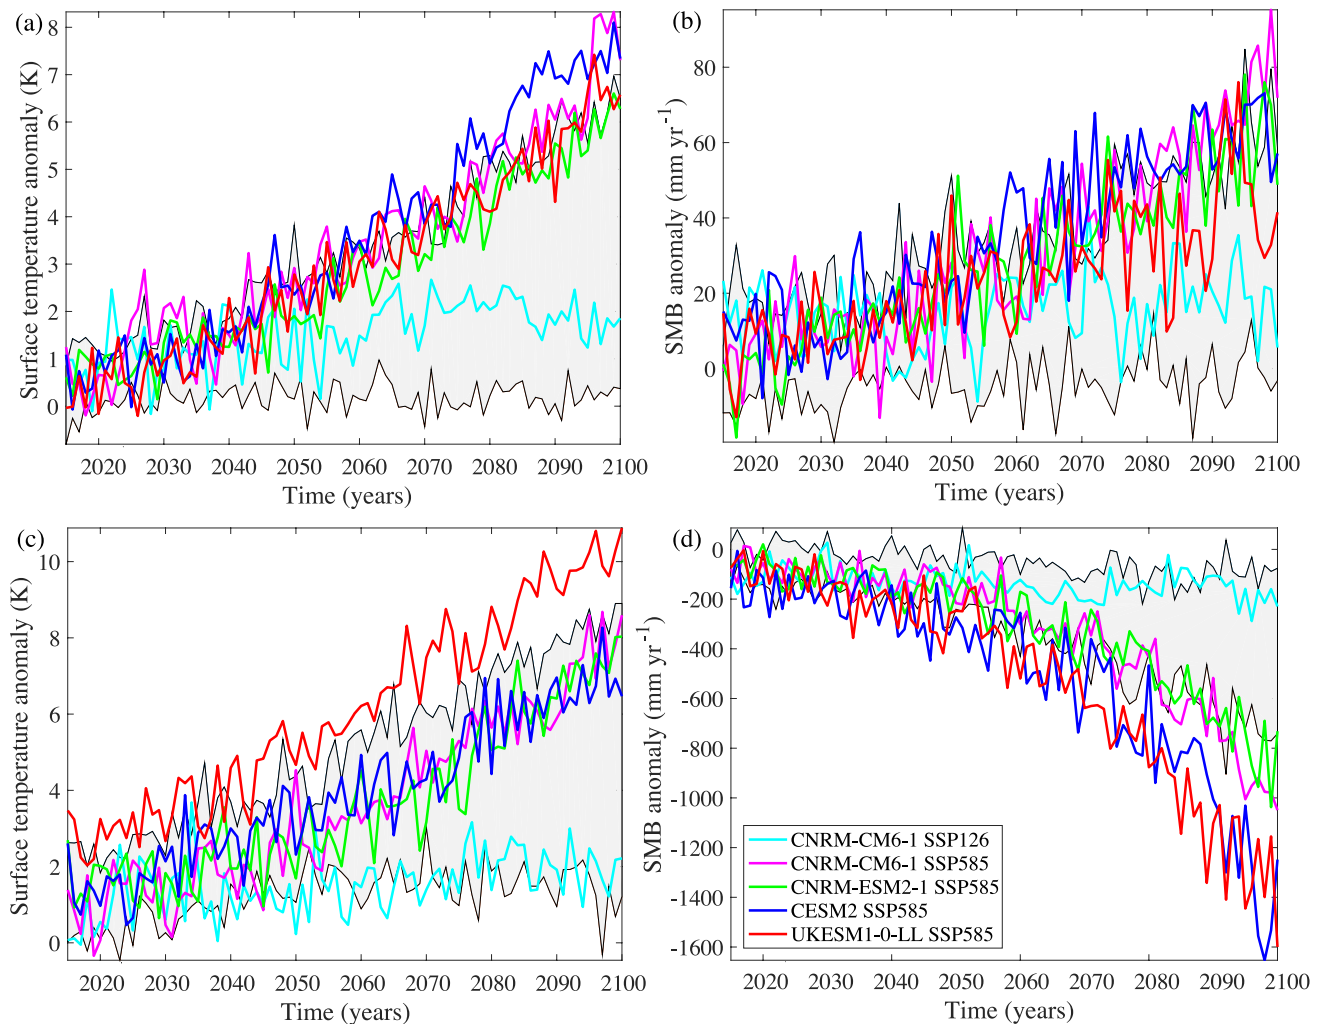 (a)
Surface temperature anomaly (K)
8
7
6
5
4
3
2
1
0
2020 2030 2040 2050 2060 2070 2080 2090 2100
Time (years)
(b)
SMB anomaly (mm yr-1)
80
60
40
20
0
2020 2030 2040 2050 2060 2070 2080 2090 2100
Time (years)
(c)
Surface temperature anomaly (K)
10
8
6
4
2
0
2020 2030 2040 2050 2060 2070 2080 2090 2100
Time (years)
(d)
SMB anomaly (mm yr-1)
0
-200
-400
-600
-800
-1000
-1200
-1400
-1600
2020 2030 2040 2050 2060 2070 2080 2090 2100
Time (years)
CNRM-CM6-1 SSP126
CNRM-CM6-1 SSP585
CNRM-ESM2-1 SSP585
CESM2 SSP585
UKESM1-0-LL SSP585